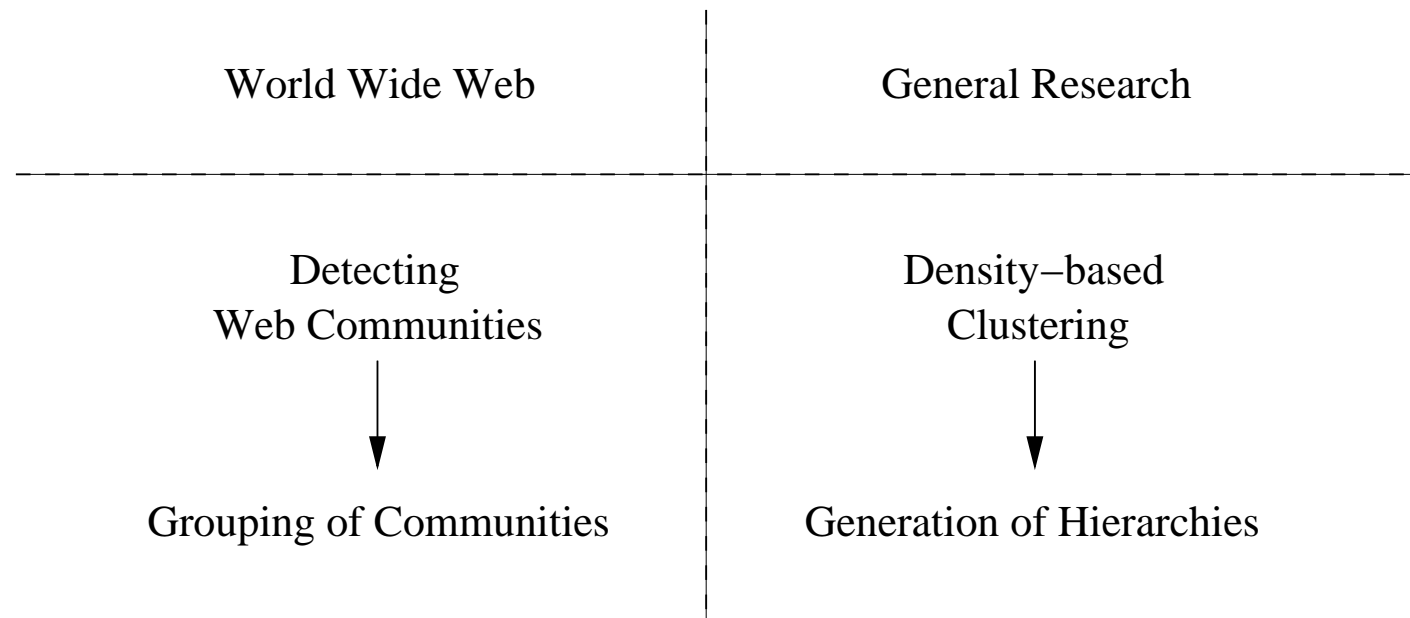 World Wide Web
General Research
Detecting
Web Communities
Density−based
Clustering
Grouping of Communities
Generation of Hierarchies